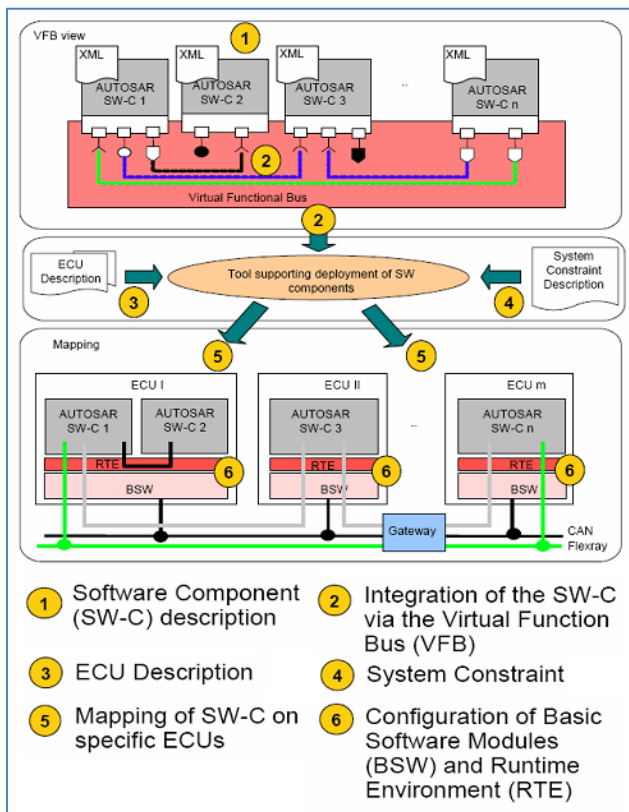 VFB view
1
XML
XML
XML
XML
AUTOSAR
SW-C 1
AUTOSAR
SW-C 2
AUTOSAR
SW-C 3
..
AUTOSAR
SW-C n
2
Virtual Functional Bus
2
ECU
Description
3
Tool supporting deployment of SW
components
4
System
Constraint
Description
Mapping
5
5
ECU I
ECU II
ECU m
AUTOSAR
SW-C 1
AUTOSAR
SW-C 2
AUTOSAR
SW-C 3
..
AUTOSAR
SW-C n
RTE
6
RTE
6
RTE
6
BSW
BSW
BSW
Gateway
CAN
Flexray
1 Software Component
(SW-C) description
2 Integration of the SW-C
via the Virtual Function
Bus (VFB)
3 ECU Description
4 System Constraint
5 Mapping of SW-C on
specific ECUs
6 Configuration of Basic
Software Modules
(BSW) and Runtime
Environment (RTE)